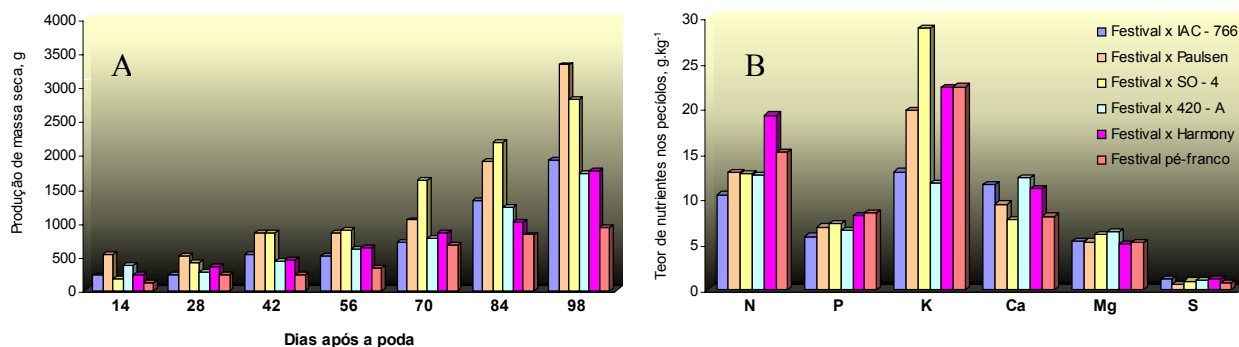 4000
3500
3000
2500
2000
1500
1000
500
0
Produção de massa seca, g
A
14 28 42 56 70 84 98
Dias após a poda
30
25
20
15
10
5
0
Teor de nutrientes nos pecíolos, g.kg⁻¹
B
Festival x IAC - 766
Festival x Paulsen
Festival x SO - 4
Festival x 420 - A
Festival x Harmony
Festival pé-franco
N P K Ca Mg S